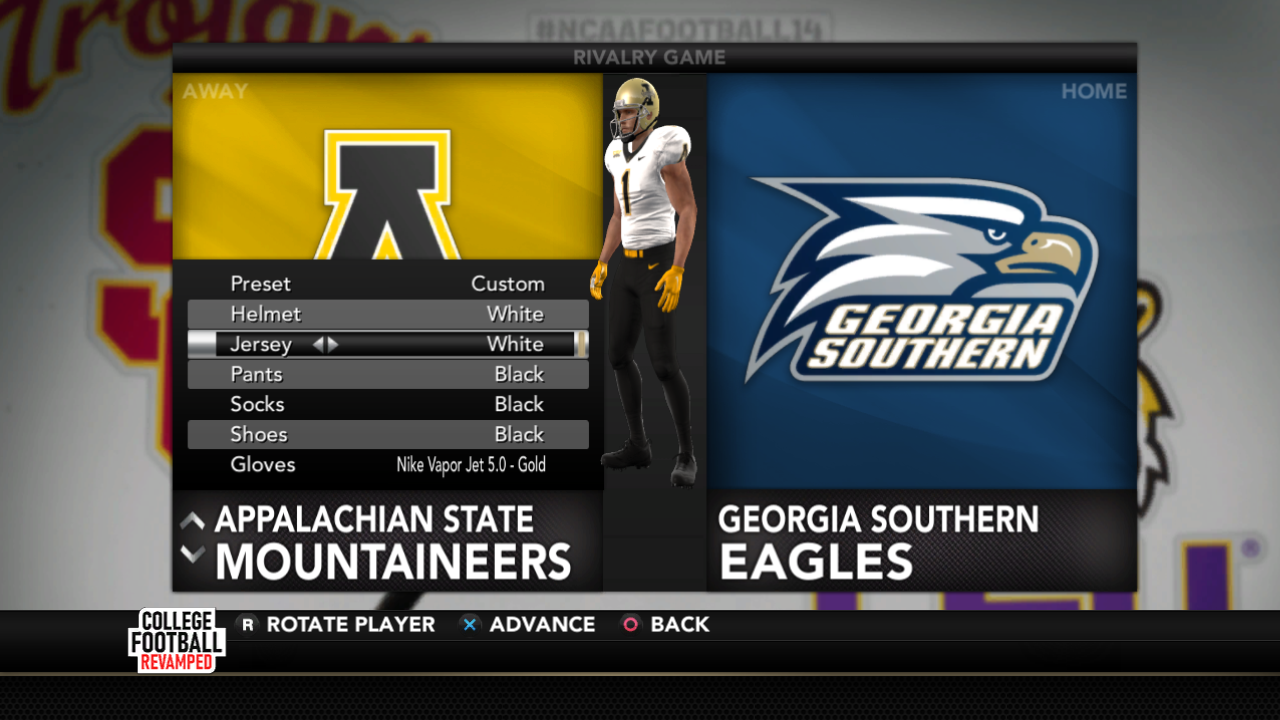 Trojans
#NCAAFOOTBALL14
RIVALRY GAME
AWAY
HOME
A
1
Preset Custom
Helmet White
Jersey White
Pants Black
Socks Black
Shoes Black
Gloves Nike Vapor Jet 5.0 - Gold
GEORGIA
SOUTHERN
APPALACHIAN STATE
MOUNTAINEERS
GEORGIA SOUTHERN
EAGLES
COLLEGE
FOOTBALL
REVAMPED
R ROTATE PLAYER X ADVANCE O BACK